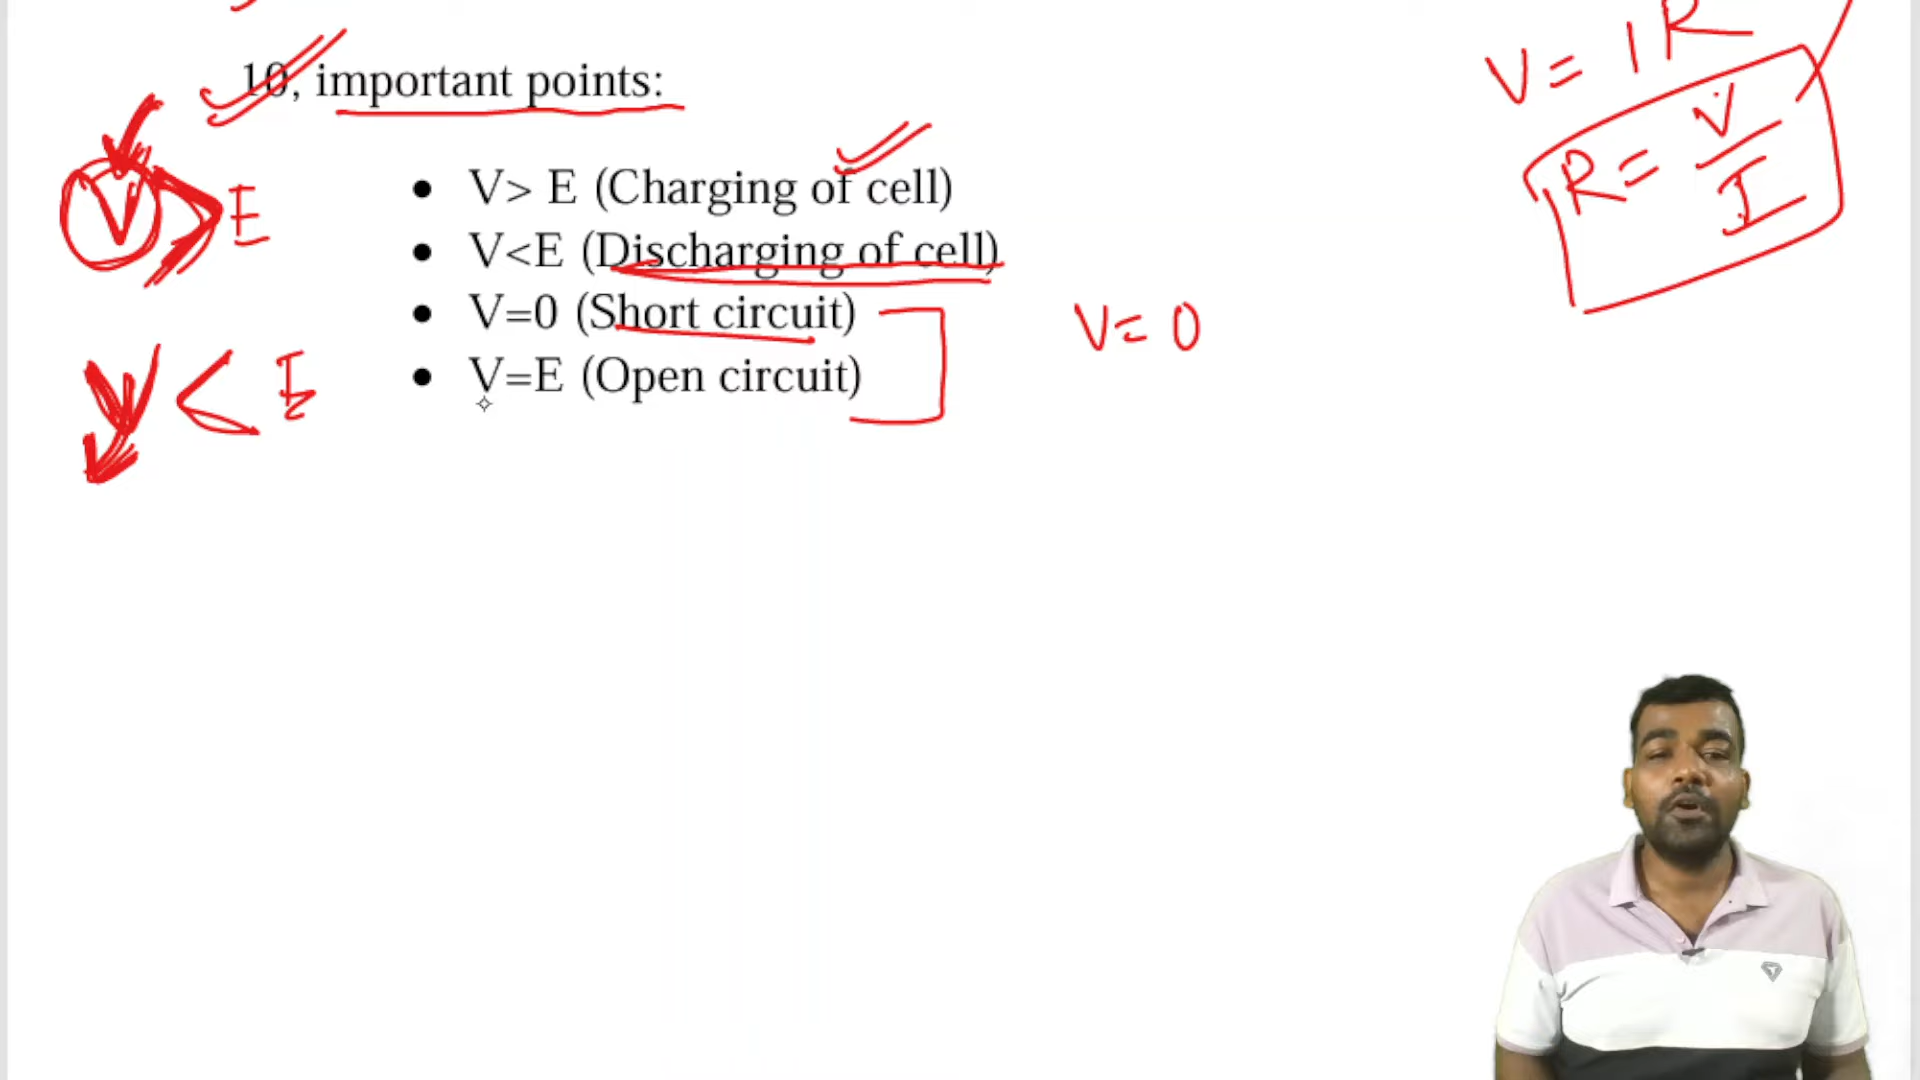 V= IR
10, important points:
R= V/I
V > E
V> E (Charging of cell)
V<E (Discharging of cell)
V=0 (Short circuit)
V= 0
V=E (Open circuit)
V < E